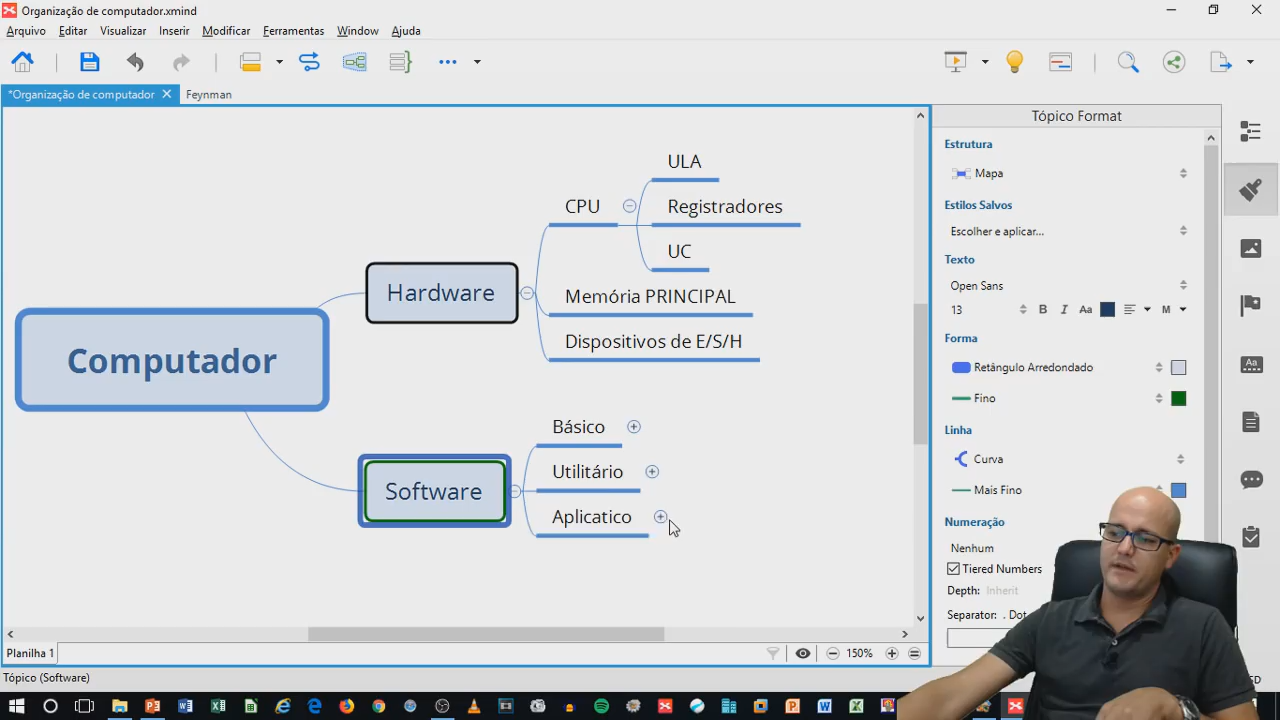 Organização de computador.xmind
Arquivo Editar Visualizar Inserir Modificar Ferramentas Window Ajuda
*Organização de computador Feynman
Tópico Format
Estrutura
Mapa
Estilos Salvos
Escolher e aplicar...
Texto
Open Sans
13 B I Aa M
Forma
Retângulo Arredondado
Fino
Linha
Curva
Mais Fino
Numeração
Nenhum
Tiered Numbers
Depth: Inherit
Separator: . Dot
Computador
Hardware
CPU
ULA
Registradores
UC
Memória PRINCIPAL
Dispositivos de E/S/H
Software
Básico
Utilitário
Aplicatico
Planilha 1
150%
Tópico (Software)